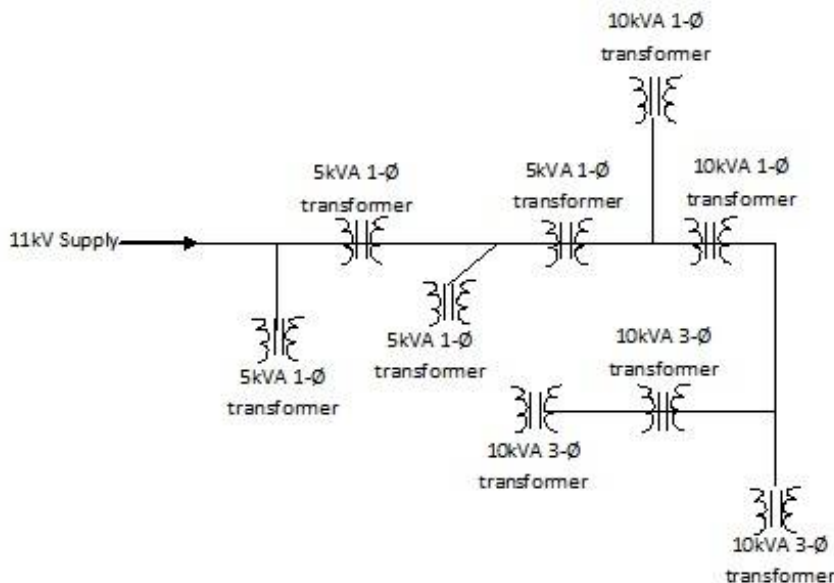 10kVA 1-Ø
transformer
5kVA 1-Ø
transformer
5kVA 1-Ø
transformer
10kVA 1-Ø
transformer
11kV Supply
5kVA 1-Ø
transformer
5kVA 1-Ø
transformer
10kVA 3-Ø
transformer
10kVA 3-Ø
transformer
10kVA 3-Ø
transformer